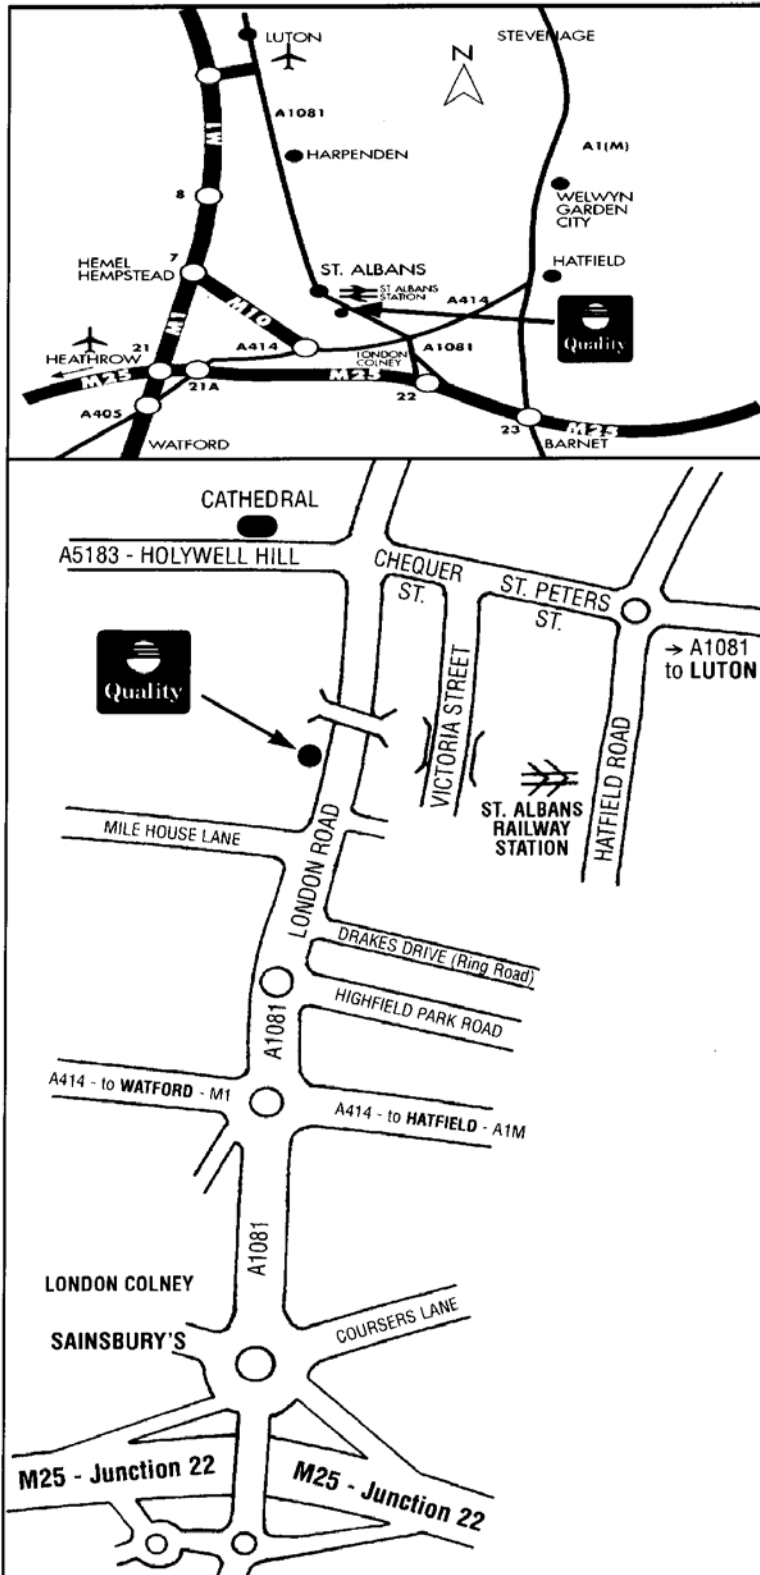 LUTON
STEVENAGE
N
A1081
M1
HARPENDEN
A1(M)
8
WELWYN
GARDEN
CITY
7
HEMEL
HEMPSTEAD
HATFIELD
ST. ALBANS
ST ALBANS
STATION
M10
A414
M1
Quality
A414
A1081
LONDON
COLNEY
21
HEATHROW
M25
21A
M25
22
A405
23
M25
WATFORD
BARNET
CATHEDRAL
A5183 - HOLYWELL HILL
CHEQUER
ST.
ST. PETERS
ST.
→ A1081
to LUTON
Quality
VICTORIA STREET
HATFIELD ROAD
ST. ALBANS
RAILWAY
STATION
MILE HOUSE LANE
LONDON ROAD
DRAKES DRIVE (Ring Road)
HIGHFIELD PARK ROAD
A1081
A414 - to WATFORD - M1
A414 - to HATFIELD - A1M
A1081
LONDON COLNEY
COURSERS LANE
SAINSBURY'S
M25 - Junction 22
M25 - Junction 22